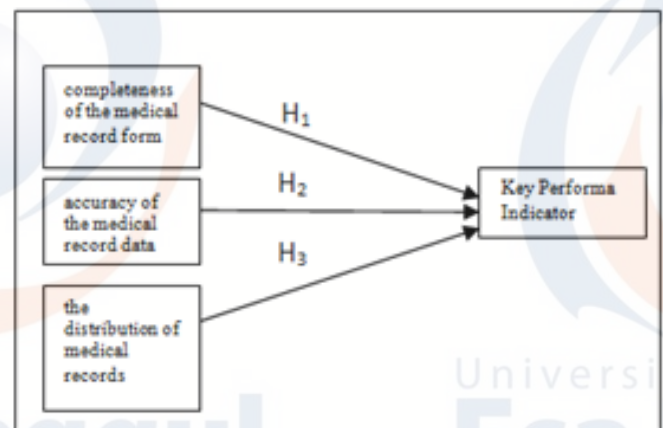 completeness
of the medical
record form
H₁
accuracy of
the medical
record data
H₂
the
distribution of
medical
records
H₃
Key Performa
Indicator
Universi